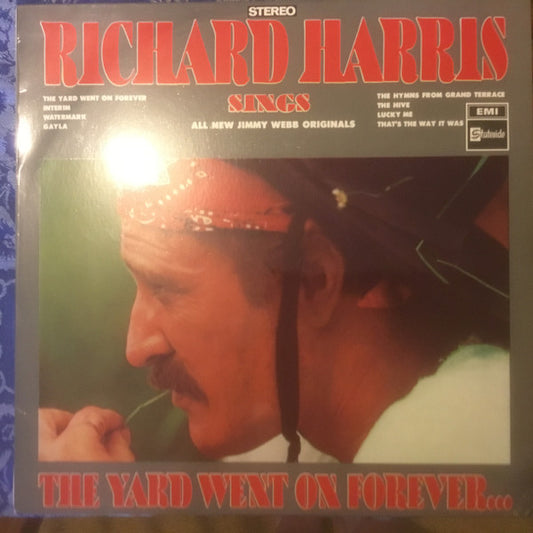 STEREO
RICHARD HARRIS
SINGS
ALL NEW JIMMY WEBB ORIGINALS
THE YARD WENT ON FOREVER
INTERIM
WATERMARK
GAYLA
THE HYMNS FROM GRAND TERRACE
THE HIVE
LUCKY ME
THAT'S THE WAY IT WAS
EMI
Stateside
THE YARD WENT ON FOREVER...